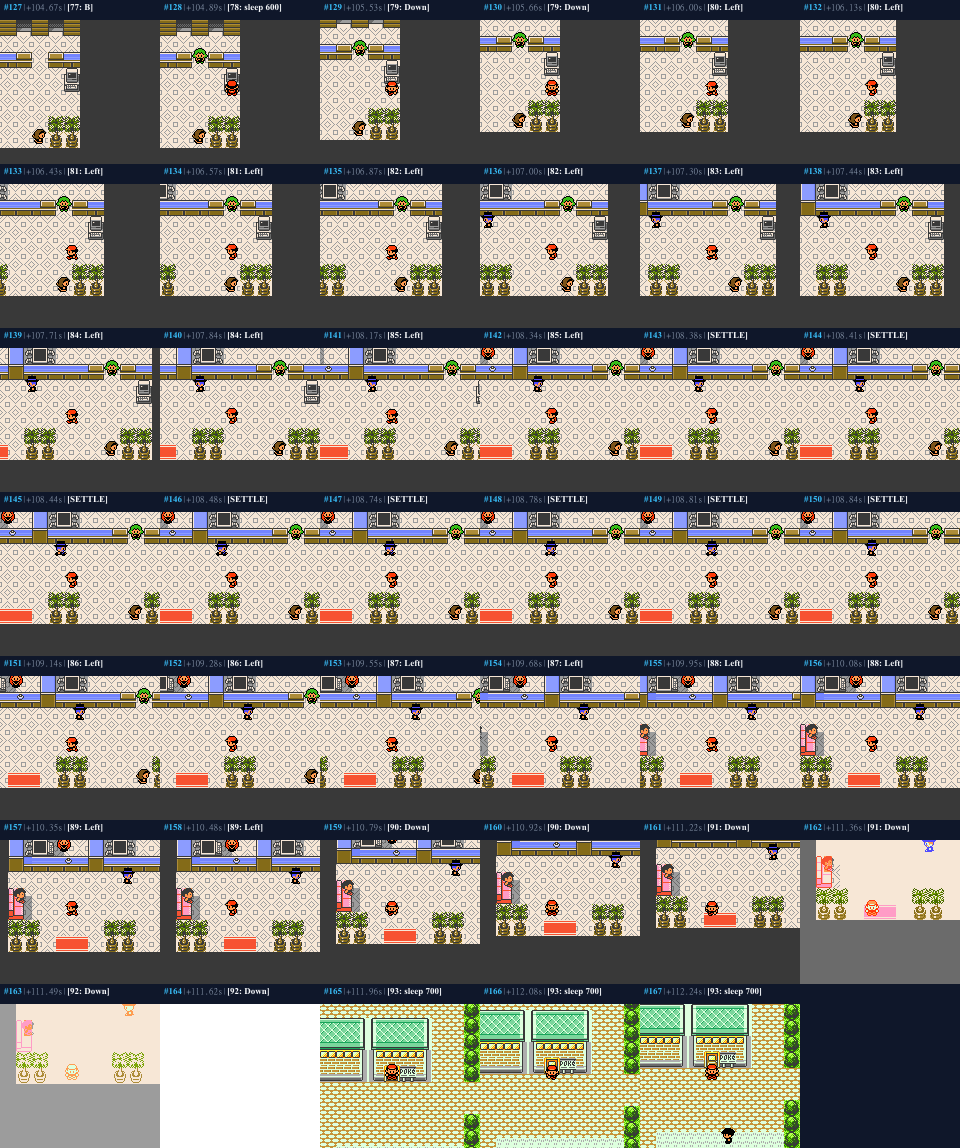 #127 | +104.67s | [77: B]
#128 | +104.89s | [78: sleep 600]
#129 | +105.53s | [79: Down]
#130 | +105.66s | [79: Down]
#131 | +106.00s | [80: Left]
#132 | +106.13s | [80: Left]
#133 | +106.43s | [81: Left]
#134 | +106.57s | [81: Left]
#135 | +106.87s | [82: Left]
#136 | +107.00s | [82: Left]
#137 | +107.30s | [83: Left]
#138 | +107.44s | [83: Left]
#139 | +107.71s | [84: Left]
#140 | +107.84s | [84: Left]
#141 | +108.17s | [85: Left]
#142 | +108.34s | [85: Left]
#143 | +108.38s | [SETTLE]
#144 | +108.41s | [SETTLE]
#145 | +108.44s | [SETTLE]
#146 | +108.48s | [SETTLE]
#147 | +108.74s | [SETTLE]
#148 | +108.78s | [SETTLE]
#149 | +108.81s | [SETTLE]
#150 | +108.84s | [SETTLE]
#151 | +109.14s | [86: Left]
#152 | +109.28s | [86: Left]
#153 | +109.55s | [87: Left]
#154 | +109.68s | [87: Left]
#155 | +109.95s | [88: Left]
#156 | +110.08s | [88: Left]
#157 | +110.35s | [89: Left]
#158 | +110.48s | [89: Left]
#159 | +110.79s | [90: Down]
#160 | +110.92s | [90: Down]
#161 | +111.22s | [91: Down]
#162 | +111.36s | [91: Down]
#163 | +111.49s | [92: Down]
#164 | +111.62s | [92: Down]
#165 | +111.96s | [93: sleep 700]
#166 | +112.08s | [93: sleep 700]
#167 | +112.24s | [93: sleep 700]
POKE
POKE
POKE